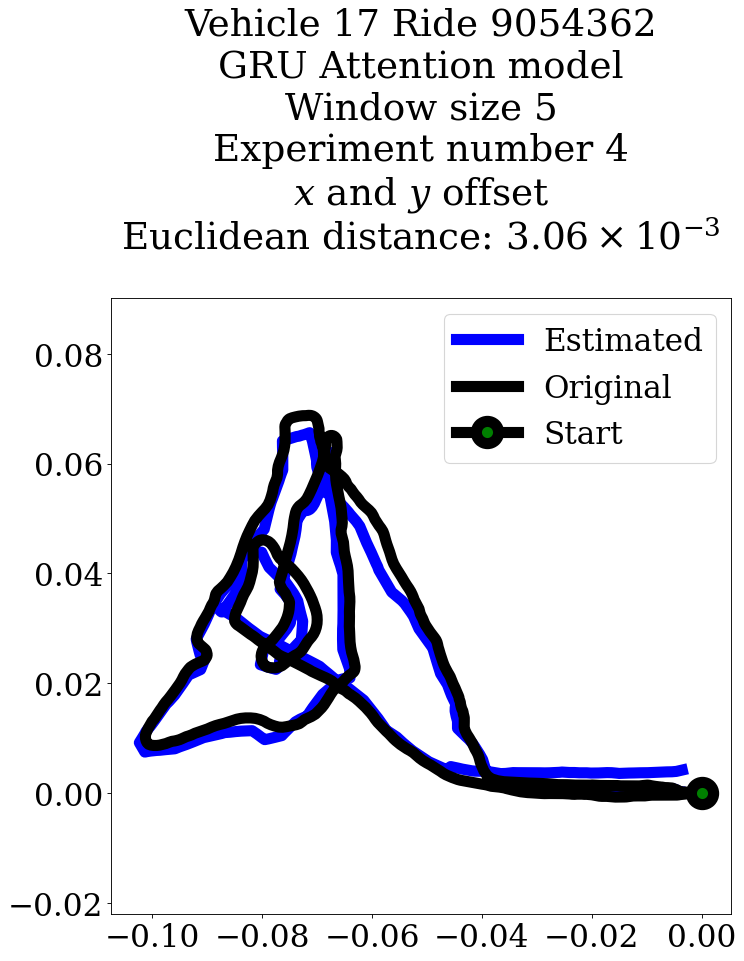 Vehicle 17 Ride 9054362
GRU Attention model
Window size 5
Experiment number 4
x and y offset
Euclidean distance: 3.06 × 10⁻³
Estimated
Original
Start
0.08
0.06
0.04
0.02
0.00
−0.02
−0.10 −0.08 −0.06 −0.04 −0.02 0.00